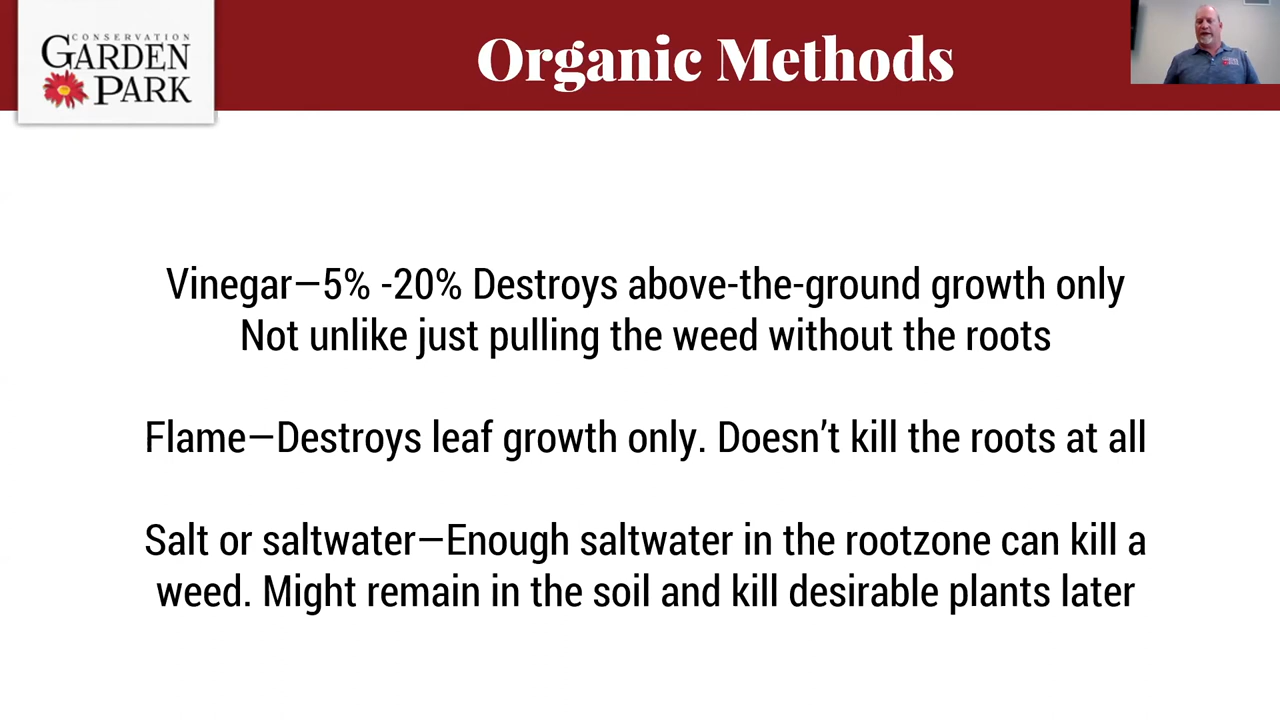 CONSERVATION
GARDEN
PARK
Organic Methods
Vinegar—5% -20% Destroys above-the-ground growth only
Not unlike just pulling the weed without the roots
Flame—Destroys leaf growth only. Doesn’t kill the roots at all
Salt or saltwater—Enough saltwater in the rootzone can kill a
weed. Might remain in the soil and kill desirable plants later